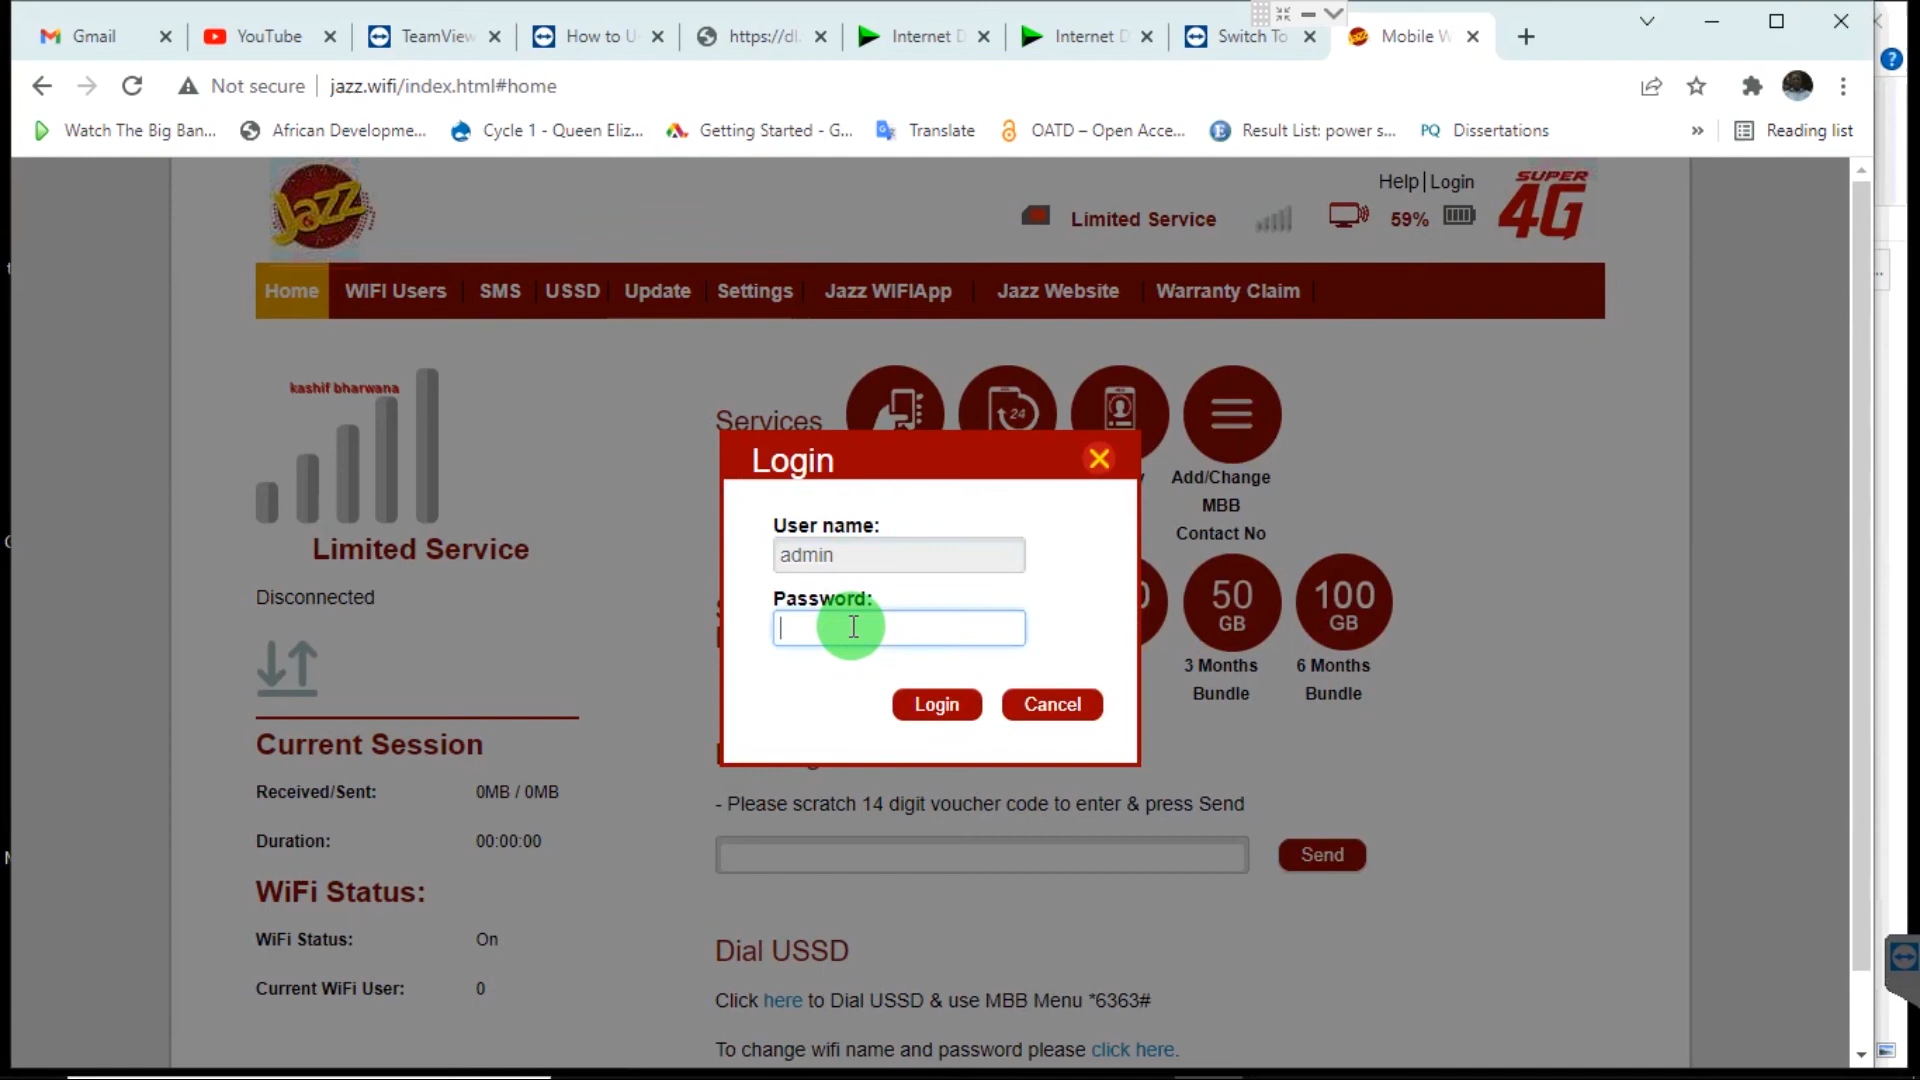 Gmail
YouTube
TeamView
How to U
https://dl.
Internet D
Internet D
Switch To
Mobile W
Not secure
jazz.wifi/index.html#home
Watch The Big Ban...
African Developme...
Cycle 1 - Queen Eliz...
Getting Started - G...
Translate
OATD – Open Acce...
Result List: power s...
PQ Dissertations
»
Reading list
Jazz
Help|Login
Limited Service
59%
SUPER
4G
Home
WIFI Users
SMS
USSD
Update
Settings
Jazz WIFIApp
Jazz Website
Warranty Claim
kashif bharwana
Limited Service
Disconnected
Current Session
Received/Sent: 0MB / 0MB
Duration: 00:00:00
WiFi Status:
WiFi Status: On
Current WiFi User: 0
Services
24
Add/Change
MBB
Contact No
Login
User name:
admin
Password:
Login
Cancel
50
GB
3 Months
Bundle
100
GB
6 Months
Bundle
- Please scratch 14 digit voucher code to enter & press Send
Send
Dial USSD
Click here to Dial USSD & use MBB Menu *6363#
To change wifi name and password please click here.